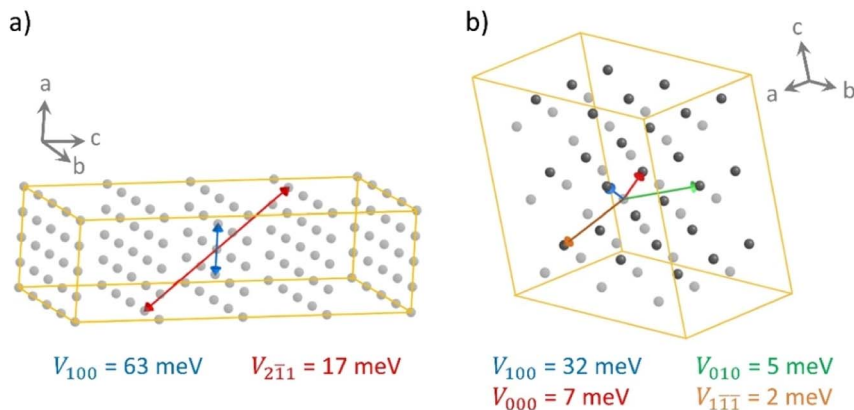 a)
a
c
b
V₁₀₀ = 63 meV
V₂₁̅₁ = 17 meV
b)
c
a
b
V₁₀₀ = 32 meV
V₀₁₀ = 5 meV
V₀₀₀ = 7 meV
V₁₁̅₁̅ = 2 meV